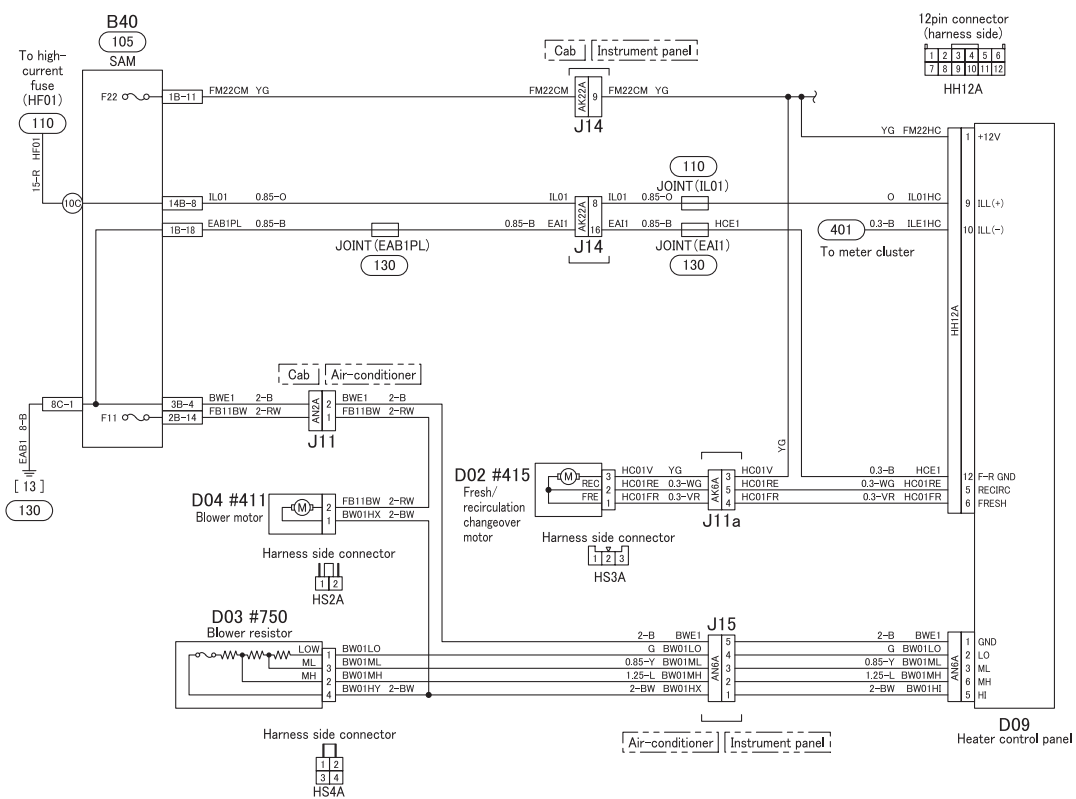 B40
105
SAM
To high-
current
fuse
(HF01)
110
15-R HF01
10C
F22
1B-11
FM22CM YG
Cab
Instrument panel
FM22CM
AK22A
9
FM22CM YG
J14
12pin connector
(harness side)
1 2 3 4 5 6
7 8 9 10 11 12
HH12A
YG FM22HC
1
+12V
14B-8
IL01 0.85-O
IL01
AK22A
8
IL01 0.85-O
110
JOINT(IL01)
O IL01HC
9
ILL(+)
1B-18
EAB1PL 0.85-B
JOINT(EAB1PL)
130
0.85-B EAI1
16
EAI1 0.85-B
HCE1
J14
JOINT(EAI1)
130
401
To meter cluster
0.3-B ILE1HC
10
ILL(-)
HH12A
Cab
Air-conditioner
8C-1
3B-4
BWE1 2-B
AN2A
2
BWE1 2-B
F11
2B-14
FB11BW 2-RW
1
FB11BW 2-RW
J11
EAB1 8-B
[ 13 ]
130
YG
D02 #415
Fresh/
recirculation
changeover
motor
M
REC
FRE
3
2
1
HC01V YG
HC01RE 0.3-WG
HC01FR 0.3-VR
AK6A
3
5
4
HC01V
HC01RE
HC01FR
J11a
0.3-B HCE1
0.3-WG HC01RE
0.3-VR HC01FR
12
5
6
F-R GND
RECIRC
FRESH
Harness side connector
1 2 3
HS3A
D04 #411
Blower motor
M
2
1
FB11BW 2-RW
BW01HX 2-BW
Harness side connector
1 2
HS2A
D03 #750
Blower resistor
LOW
ML
MH
1
3
2
4
BW01LO
BW01ML
BW01MH
BW01HY 2-BW
J15
2-B BWE1
G BW01LO
0.85-Y BW01ML
1.25-L BW01MH
2-BW BW01HX
AN6A
5
4
3
2
1
2-B BWE1
G BW01LO
0.85-Y BW01ML
1.25-L BW01MH
2-BW BW01HI
AN6A
1
2
3
6
5
GND
LO
ML
MH
HI
D09
Heater control panel
Air-conditioner
Instrument panel
Harness side connector
1 2
3 4
HS4A